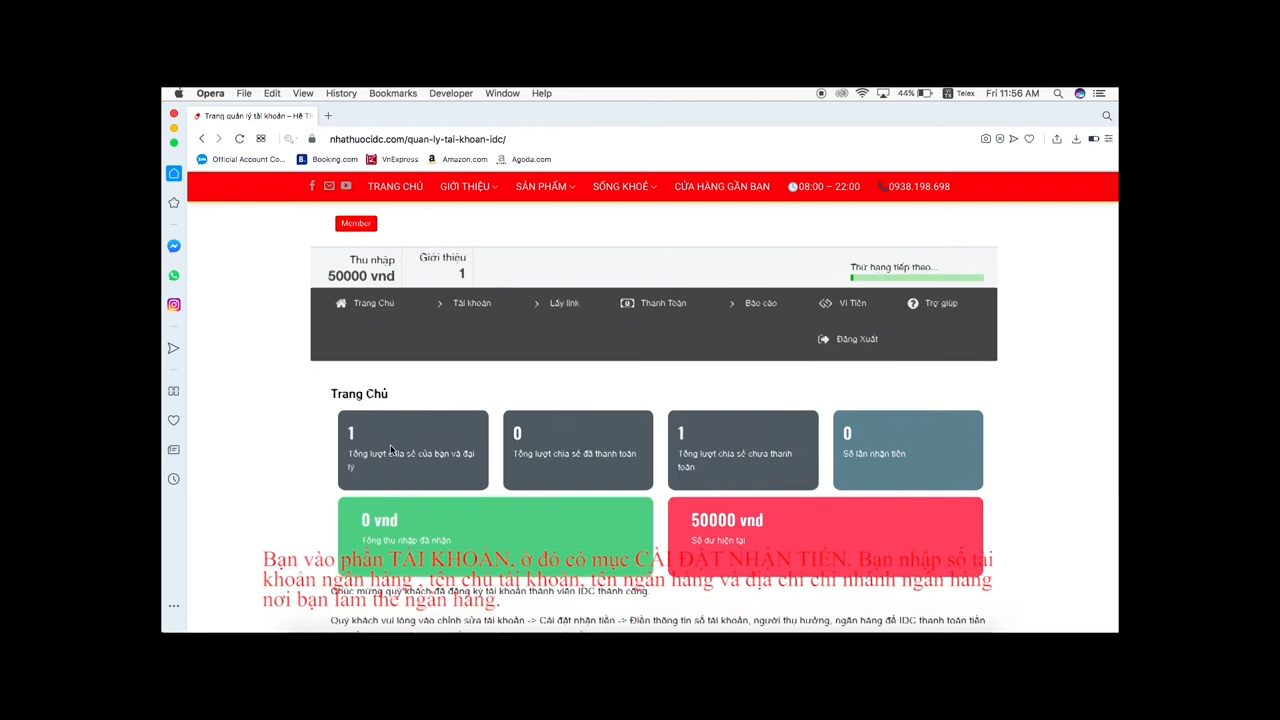 Opera File Edit View History Bookmarks Developer Window Help 44% Telex Fri 11:56 AM
Trang quản lý tài khoản – Hệ Th
nhathuocidc.com/quan-ly-tai-khoan-idc/
Official Account Co... Booking.com VnExpress Amazon.com Agoda.com
TRANG CHỦ GIỚI THIỆU SẢN PHẨM SỐNG KHOẺ CỬA HÀNG GẦN BẠN 08:00 – 22:00 0938.198.698
Member
Thu nhập Giới thiệu
50000 vnd 1
Thứ hạng tiếp theo...
Trang Chủ Tài khoản Lấy link Thanh Toán Báo cáo Ví Tiền Trợ giúp
Đăng Xuất
Trang Chủ
1 0 1 0
Tổng lượt chia sẻ của bạn và đại Tổng lượt chia sẻ đã thanh toán Tổng lượt chia sẻ chưa thanh Số lần nhận tiền
lý toán
0 vnd 50000 vnd
Tổng thu nhập đã nhận Số dư hiện tại
Bạn vào phần TÀI KHOẢN, ở đó có mục CÀI ĐẶT NHẬN TIỀN. Bạn nhập số tài
khoản ngân hàng , tên chủ tài khoản, tên ngân hàng và địa chỉ chi nhánh ngân hàng
nơi bạn làm thẻ ngân hàng.
Chúc mừng quý khách đã đăng ký tài khoản thành viên IDC thành công.
Quý khách vui lòng vào chỉnh sửa tài khoản -> Cài đặt nhận tiền -> Điền thông tin số tài khoản, người thụ hưởng, ngân hàng để IDC thanh toán tiền